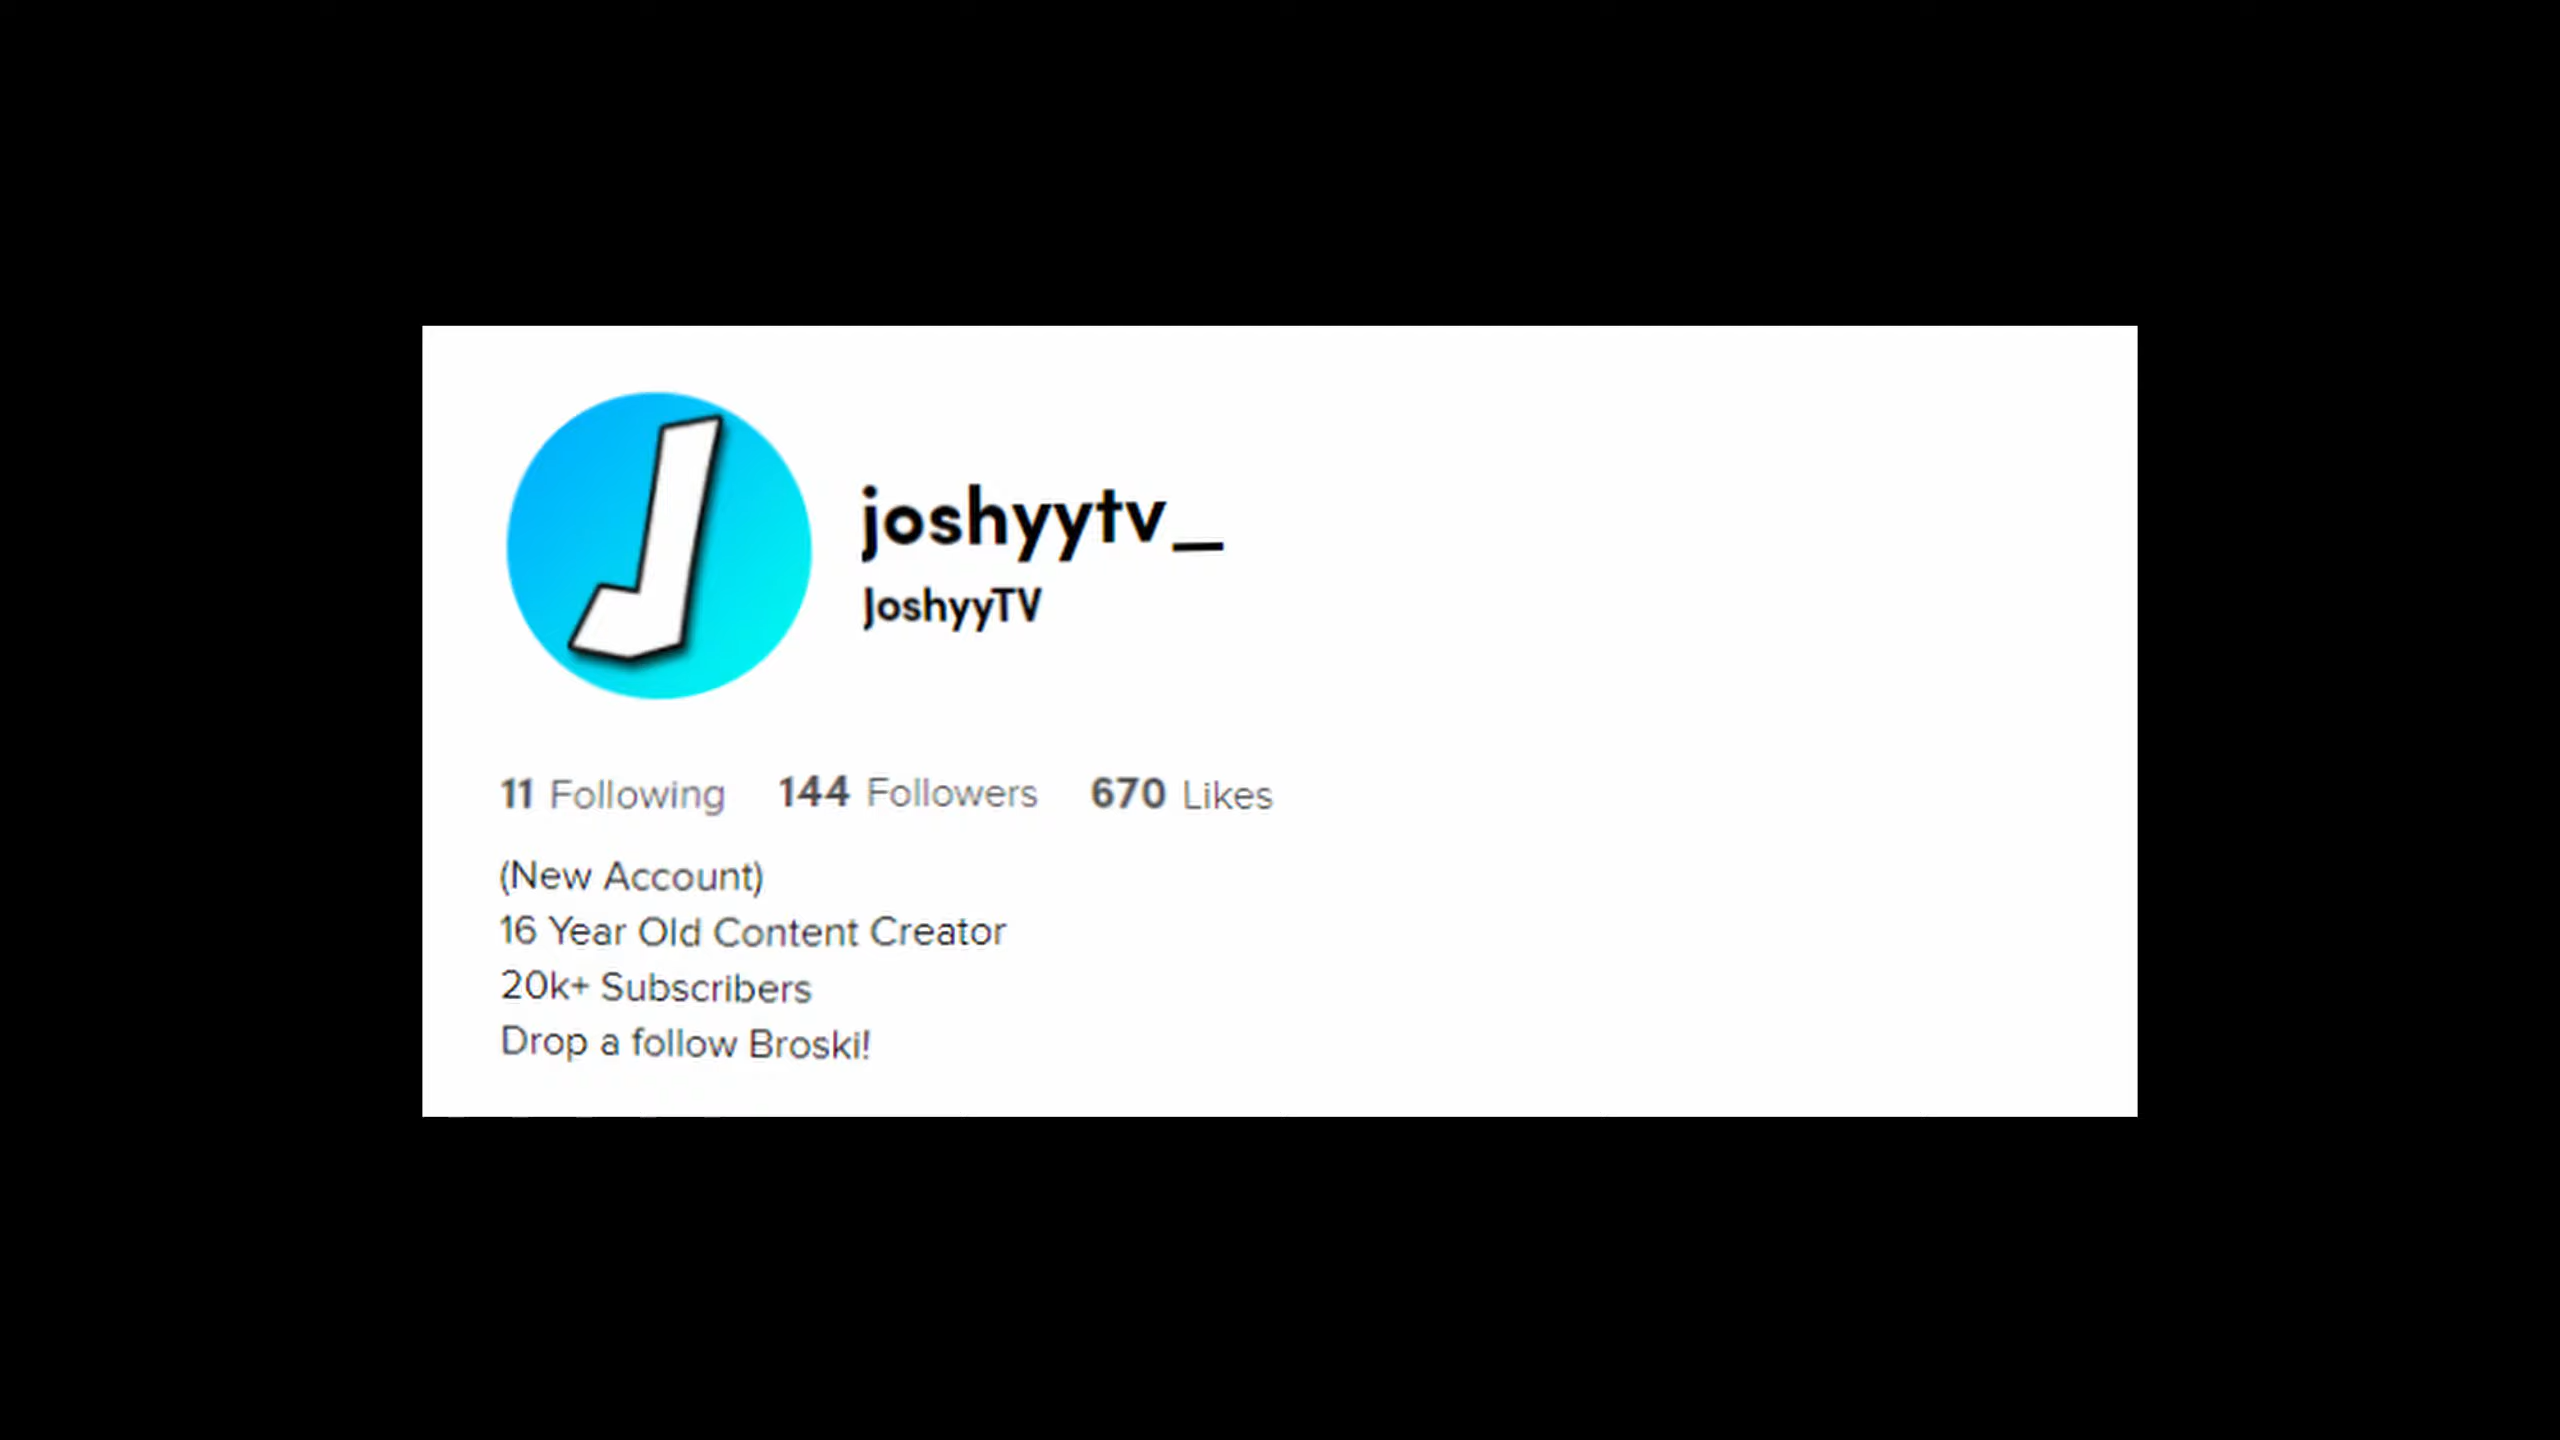 J
joshyytv_
JoshyyTV
11 Following 144 Followers 670 Likes
(New Account)
16 Year Old Content Creator
20k+ Subscribers
Drop a follow Broski!